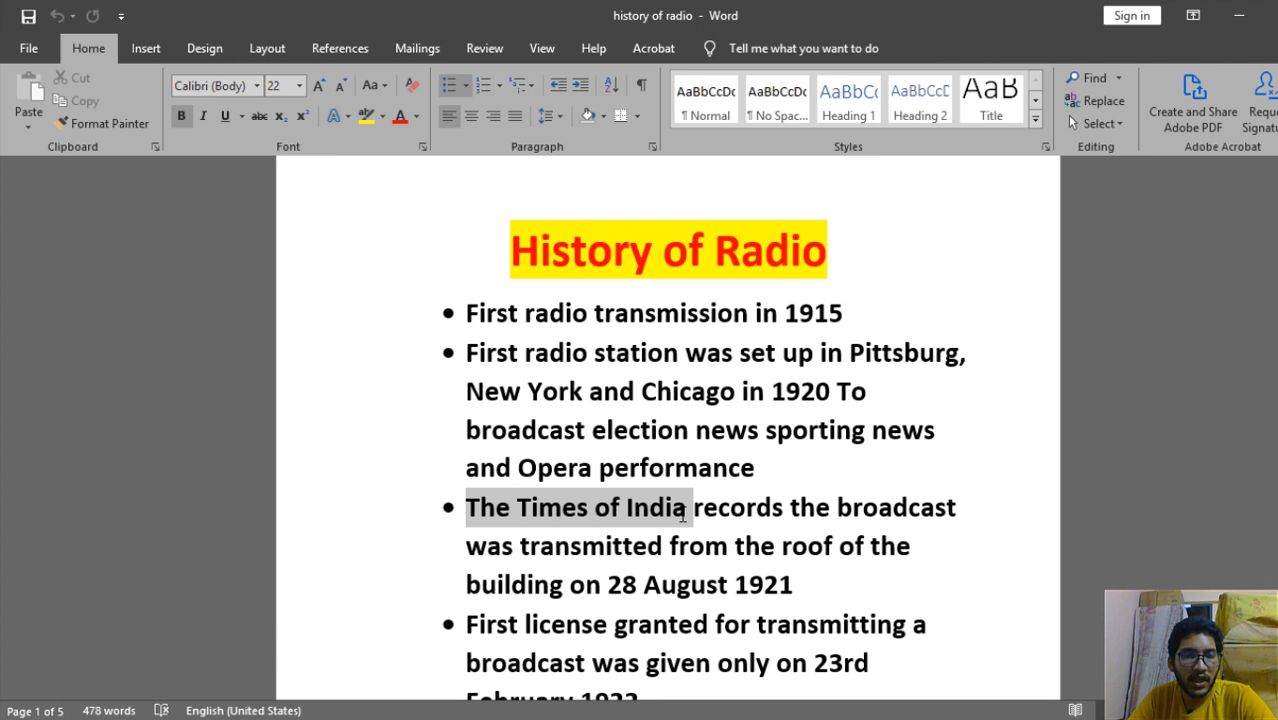 history of radio - Word
Sign in
File Home Insert Design Layout References Mailings Review View Help Acrobat Tell me what you want to do
Cut
Copy
Paste
Format Painter
Calibri (Body) 22
AaBbCcDc AaBbCcDc AaBbCc AaBbCcD AaB
¶ Normal ¶ No Spac... Heading 1 Heading 2 Title
Find
Replace
Select
Create and Share
Adobe PDF
Clipboard Font Paragraph Styles Editing Adobe Acrobat
History of Radio
• First radio transmission in 1915
• First radio station was set up in Pittsburg,
New York and Chicago in 1920 To
broadcast election news sporting news
and Opera performance
• The Times of India records the broadcast
was transmitted from the roof of the
building on 28 August 1921
• First license granted for transmitting a
broadcast was given only on 23rd
February 1922
Page 1 of 5 478 words English (United States)